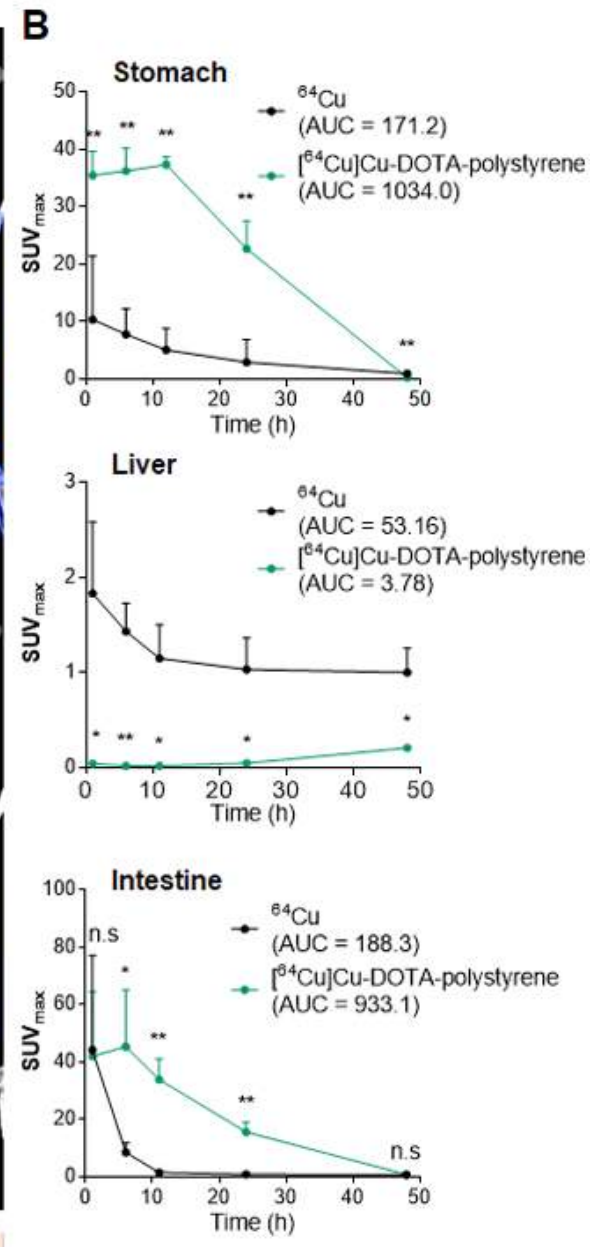 B
Stomach
50
40
30
20
10
0
SUVmax
** ** ** ** **
⁶⁴Cu
(AUC = 171.2)
[⁶⁴Cu]Cu-DOTA-polystyrene
(AUC = 1034.0)
0 10 20 30 40 50
Time (h)
Liver
3
2
1
0
SUVmax
⁶⁴Cu
(AUC = 53.16)
[⁶⁴Cu]Cu-DOTA-polystyrene
(AUC = 3.78)
* ** * * *
0 10 20 30 40 50
Time (h)
Intestine
100
80
60
40
20
0
SUVmax
n.s * ** ** n.s
⁶⁴Cu
(AUC = 188.3)
[⁶⁴Cu]Cu-DOTA-polystyrene
(AUC = 933.1)
0 10 20 30 40 50
Time (h)